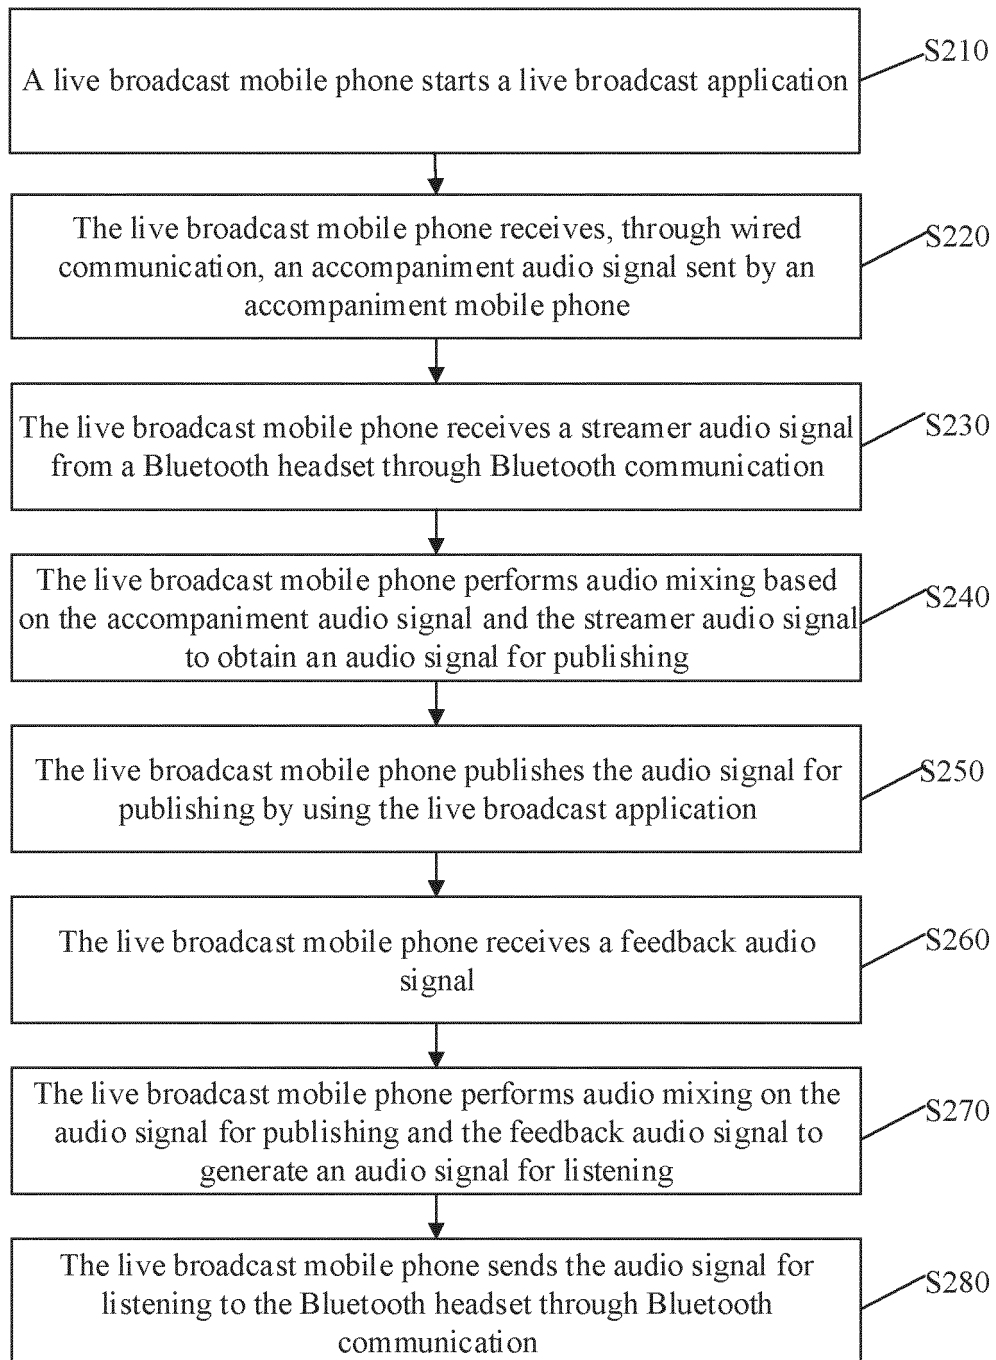 A live broadcast mobile phone starts a live broadcast application
S210
The live broadcast mobile phone receives, through wired
communication, an accompaniment audio signal sent by an
accompaniment mobile phone
S220
The live broadcast mobile phone receives a streamer audio signal
from a Bluetooth headset through Bluetooth communication
S230
The live broadcast mobile phone performs audio mixing based
on the accompaniment audio signal and the streamer audio signal
to obtain an audio signal for publishing
S240
The live broadcast mobile phone publishes the audio signal for
publishing by using the live broadcast application
S250
The live broadcast mobile phone receives a feedback audio
signal
S260
The live broadcast mobile phone performs audio mixing on the
audio signal for publishing and the feedback audio signal to
generate an audio signal for listening
S270
The live broadcast mobile phone sends the audio signal for
listening to the Bluetooth headset through Bluetooth
communication
S280